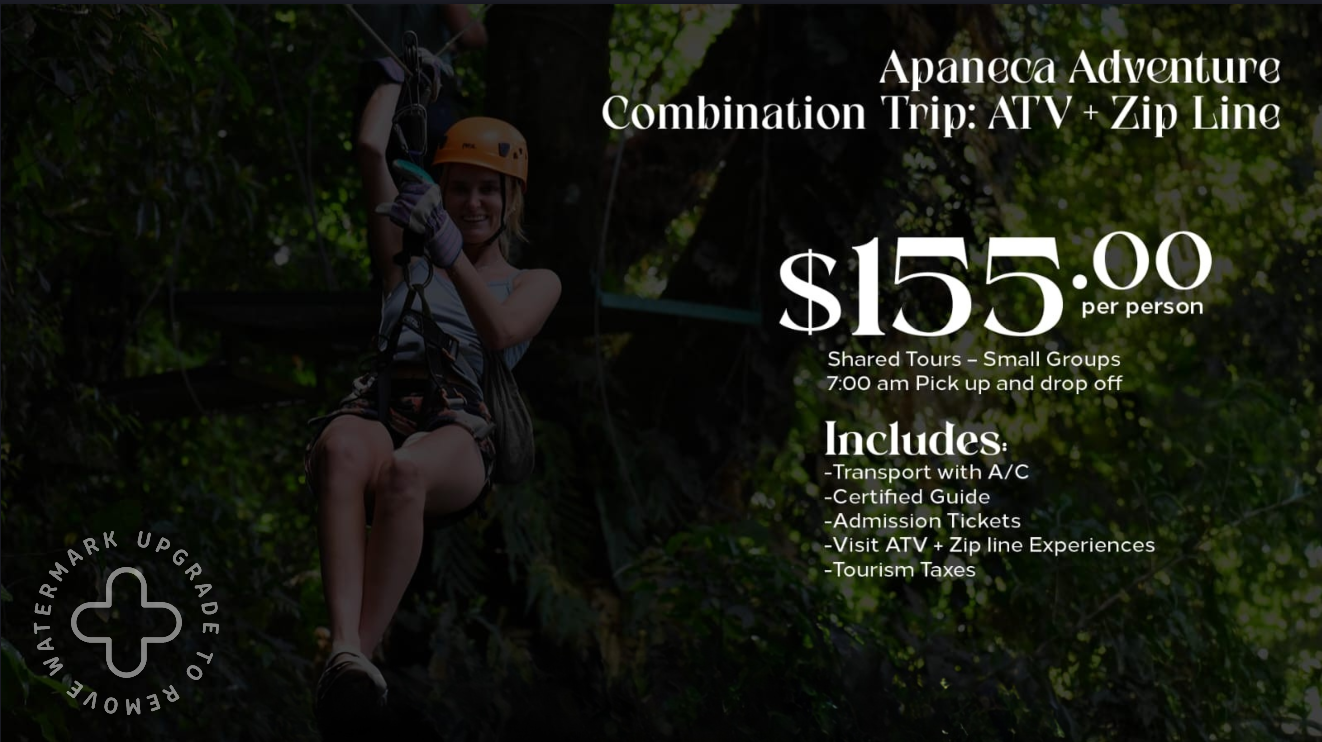 Apaneca Adventure
Combination Trip: ATV + Zip Line
$155.00
per person
Shared Tours – Small Groups
7:00 am Pick up and drop off
Includes:
-Transport with A/C
-Certified Guide
-Admission Tickets
-Visit ATV + Zip line Experiences
-Tourism Taxes
UPGRADE TO REMOVE WATERMARK